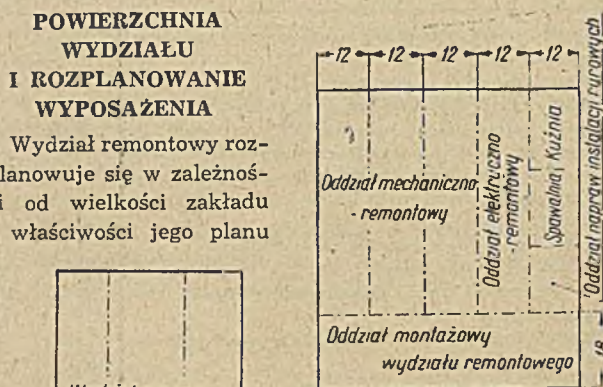 POWIERZCHNIA
WYDZIAŁU
I ROZPLANOWANIE
WYPOSAŻENIA
Wydział remontowy roz-
lanowuje się w zależnoś-
i od wielkości zakładu
właściwości jego planu
12 12 12 12 12
Oddział mechaniczno
- remontowy
Oddział elektryczno
- remontowy
Spawalnia
Kuźnia
Oddział napraw instalacji rurowych
Oddział montażowy
wydziału remontowego
18